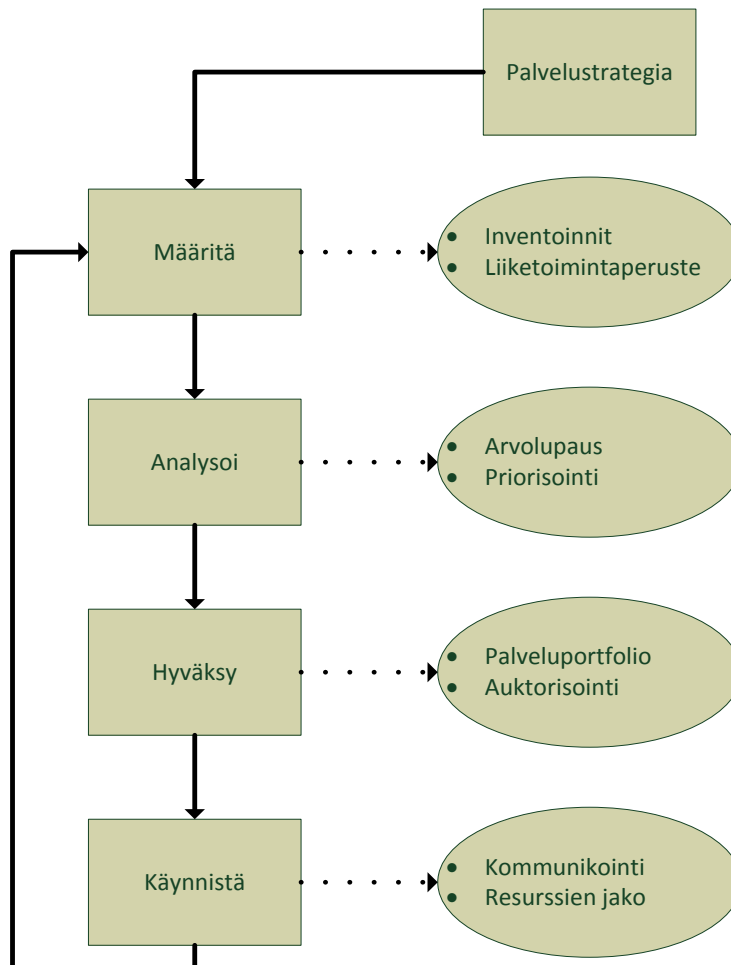 Palvelustrategia
Määritä
• Inventoinnit
• Liiketoimintaperuste
Analysoi
• Arvolupaus
• Priorisointi
Hyväksy
• Palveluportfolio
• Auktorisointi
Käynnistä
• Kommunikointi
• Resurssien jako